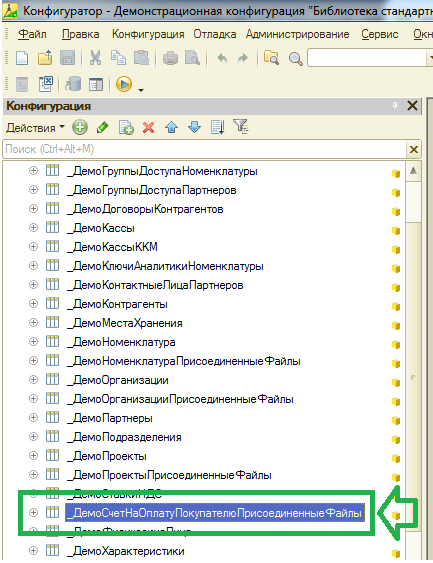 Конфигуратор - Демонстрационная конфигурация "Библиотека стандартн
Файл Правка Конфигурация Отладка Администрирование Сервис Окн
Конфигурация
Действия
Поиск (Ctrl+Alt+M)
_ДемоГруппыДоступаНоменклатуры
_ДемоГруппыДоступаПартнеров
_ДемоДоговорыКонтрагентов
_ДемоКассы
_ДемоКассыККМ
_ДемоКлючиАналитикиНоменклатуры
_ДемоКонтактныеЛицаПартнеров
_ДемоКонтрагенты
_ДемоМестаХранения
_ДемоНоменклатура
_ДемоНоменклатураПрисоединенныеФайлы
_ДемоОрганизации
_ДемоОрганизацииПрисоединенныеФайлы
_ДемоПартнеры
_ДемоПодразделения
_ДемоПроекты
_ДемоПроектыПрисоединенныеФайлы
_ДемоСтавкиНДС
_ДемоСчетНаОплатуПокупателюПрисоединенныеФайлы
_ДемоФизическиеЛица
_ДемоХарактеристики